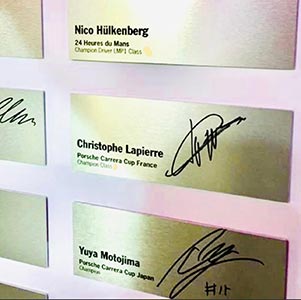 Nico Hülkenberg
24 Heures du Mans
Champion Driver LMP1 Class
Christophe Lapierre
Porsche Carrera Cup France
Champion Class
Yuya Motojima
Porsche Carrera Cup Japan
Champion